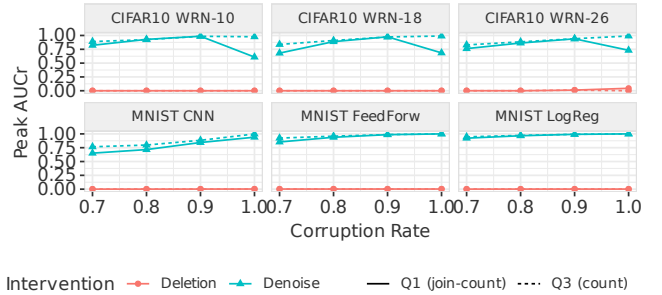 CIFAR10 WRN-10 CIFAR10 WRN-18 CIFAR10 WRN-26
1.00
0.75
0.50
0.25
0.00
MNIST CNN MNIST FeedForw MNIST LogReg
1.00
0.75
0.50
0.25
0.00
Peak AUCr
0.7 0.8 0.9 1.0 0.7 0.8 0.9 1.0 0.7 0.8 0.9 1.0
Corruption Rate
Intervention Deletion Denoise Q1 (join-count) Q3 (count)